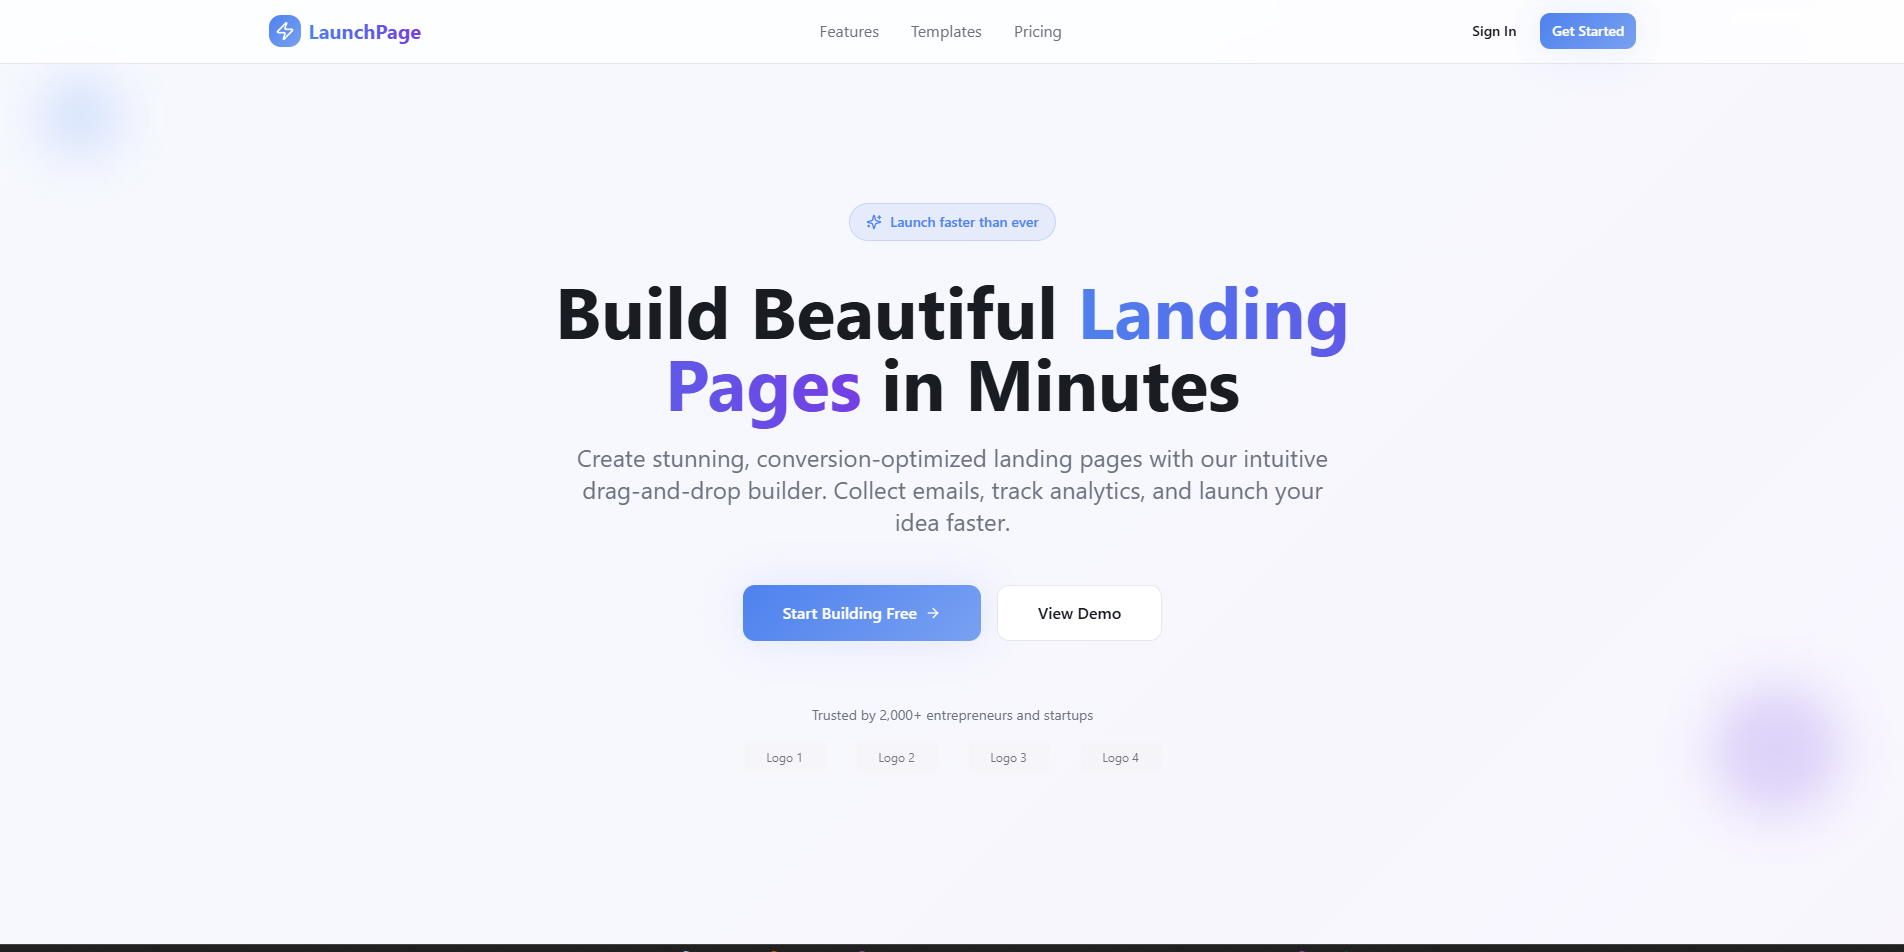 LaunchPage
Features
Templates
Pricing
Sign In
Get Started
Launch faster than ever
Build Beautiful Landing
Pages in Minutes
Create stunning, conversion-optimized landing pages with our intuitive
drag-and-drop builder. Collect emails, track analytics, and launch your
idea faster.
Start Building Free
View Demo
Trusted by 2,000+ entrepreneurs and startups
Logo 1
Logo 2
Logo 3
Logo 4